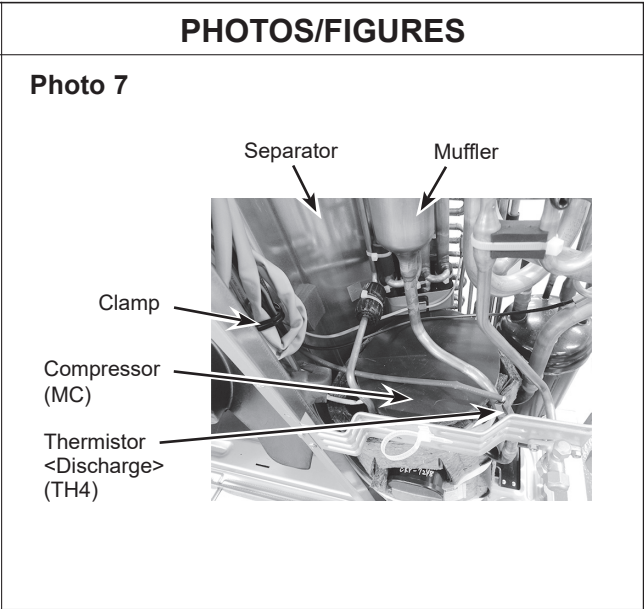 PHOTOS/FIGURES
Photo 7
Separator
Muffler
Clamp
Compressor
(MC)
Thermistor
<Discharge>
(TH4)